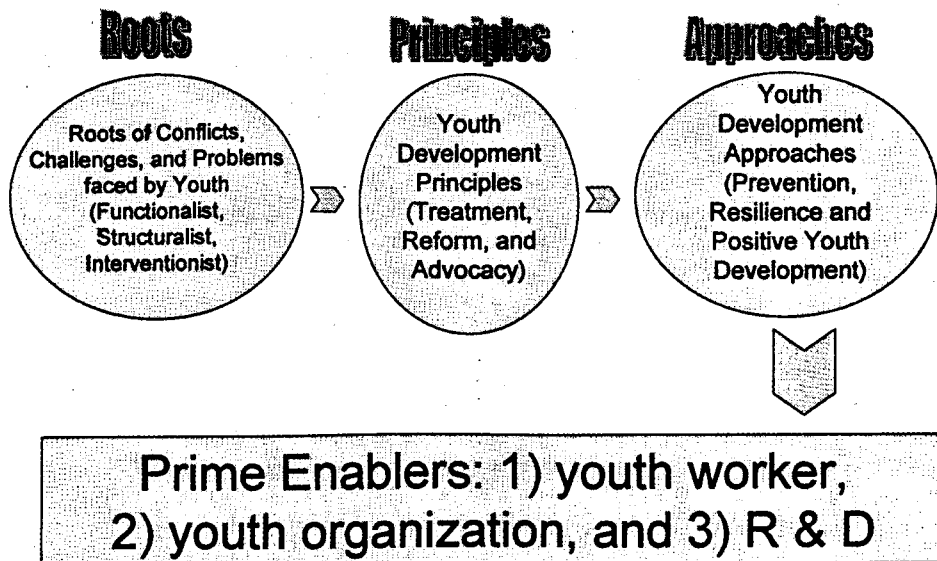 Roots
Principles
Approaches
Roots of Conflicts,
Challenges, and Problems
faced by Youth
(Functionalist,
Structuralist,
Interventionist)
Youth
Development
Principles
(Treatment,
Reform, and
Advocacy)
Youth
Development
Approaches
(Prevention,
Resilience and
Positive Youth
Development)
Prime Enablers: 1) youth worker,
2) youth organization, and 3) R & D